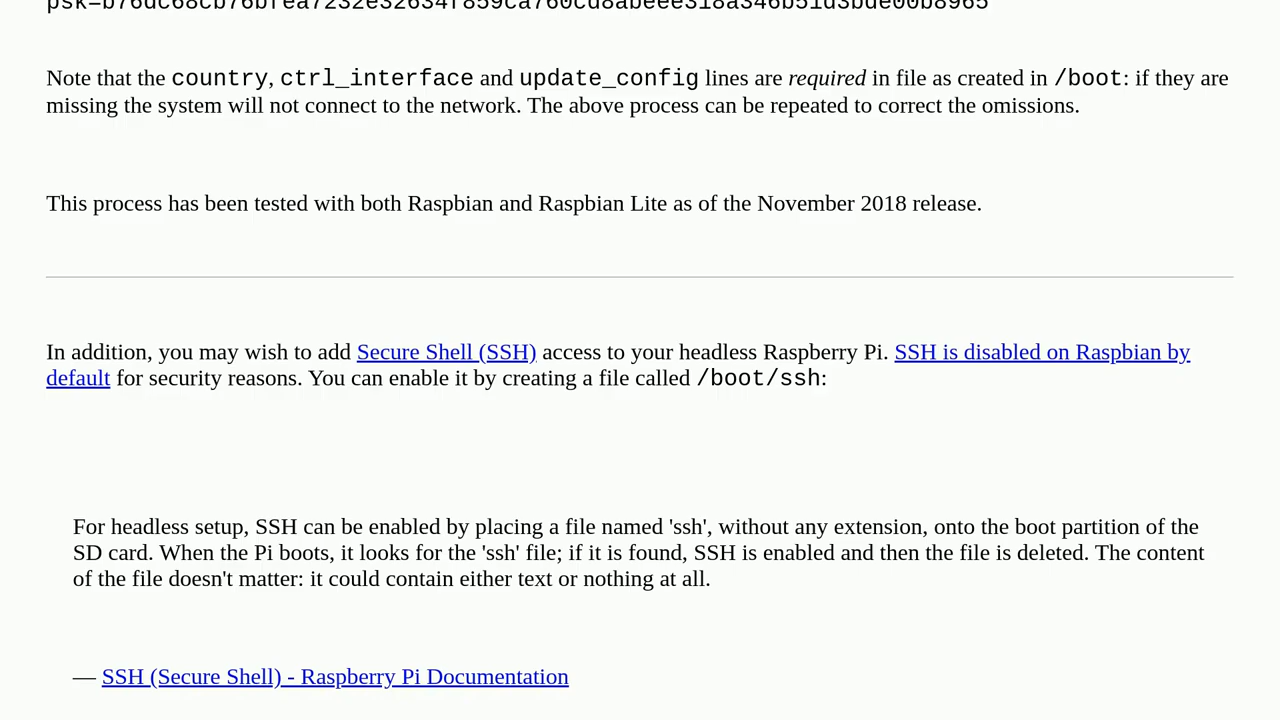 Note that the country, ctrl_interface and update_config lines are required in file as created in /boot: if they are
missing the system will not connect to the network. The above process can be repeated to correct the omissions.
This process has been tested with both Raspbian and Raspbian Lite as of the November 2018 release.
In addition, you may wish to add Secure Shell (SSH) access to your headless Raspberry Pi. SSH is disabled on Raspbian by
default for security reasons. You can enable it by creating a file called /boot/ssh:
For headless setup, SSH can be enabled by placing a file named 'ssh', without any extension, onto the boot partition of the
SD card. When the Pi boots, it looks for the 'ssh' file; if it is found, SSH is enabled and then the file is deleted. The content
of the file doesn't matter: it could contain either text or nothing at all.
— SSH (Secure Shell) - Raspberry Pi Documentation